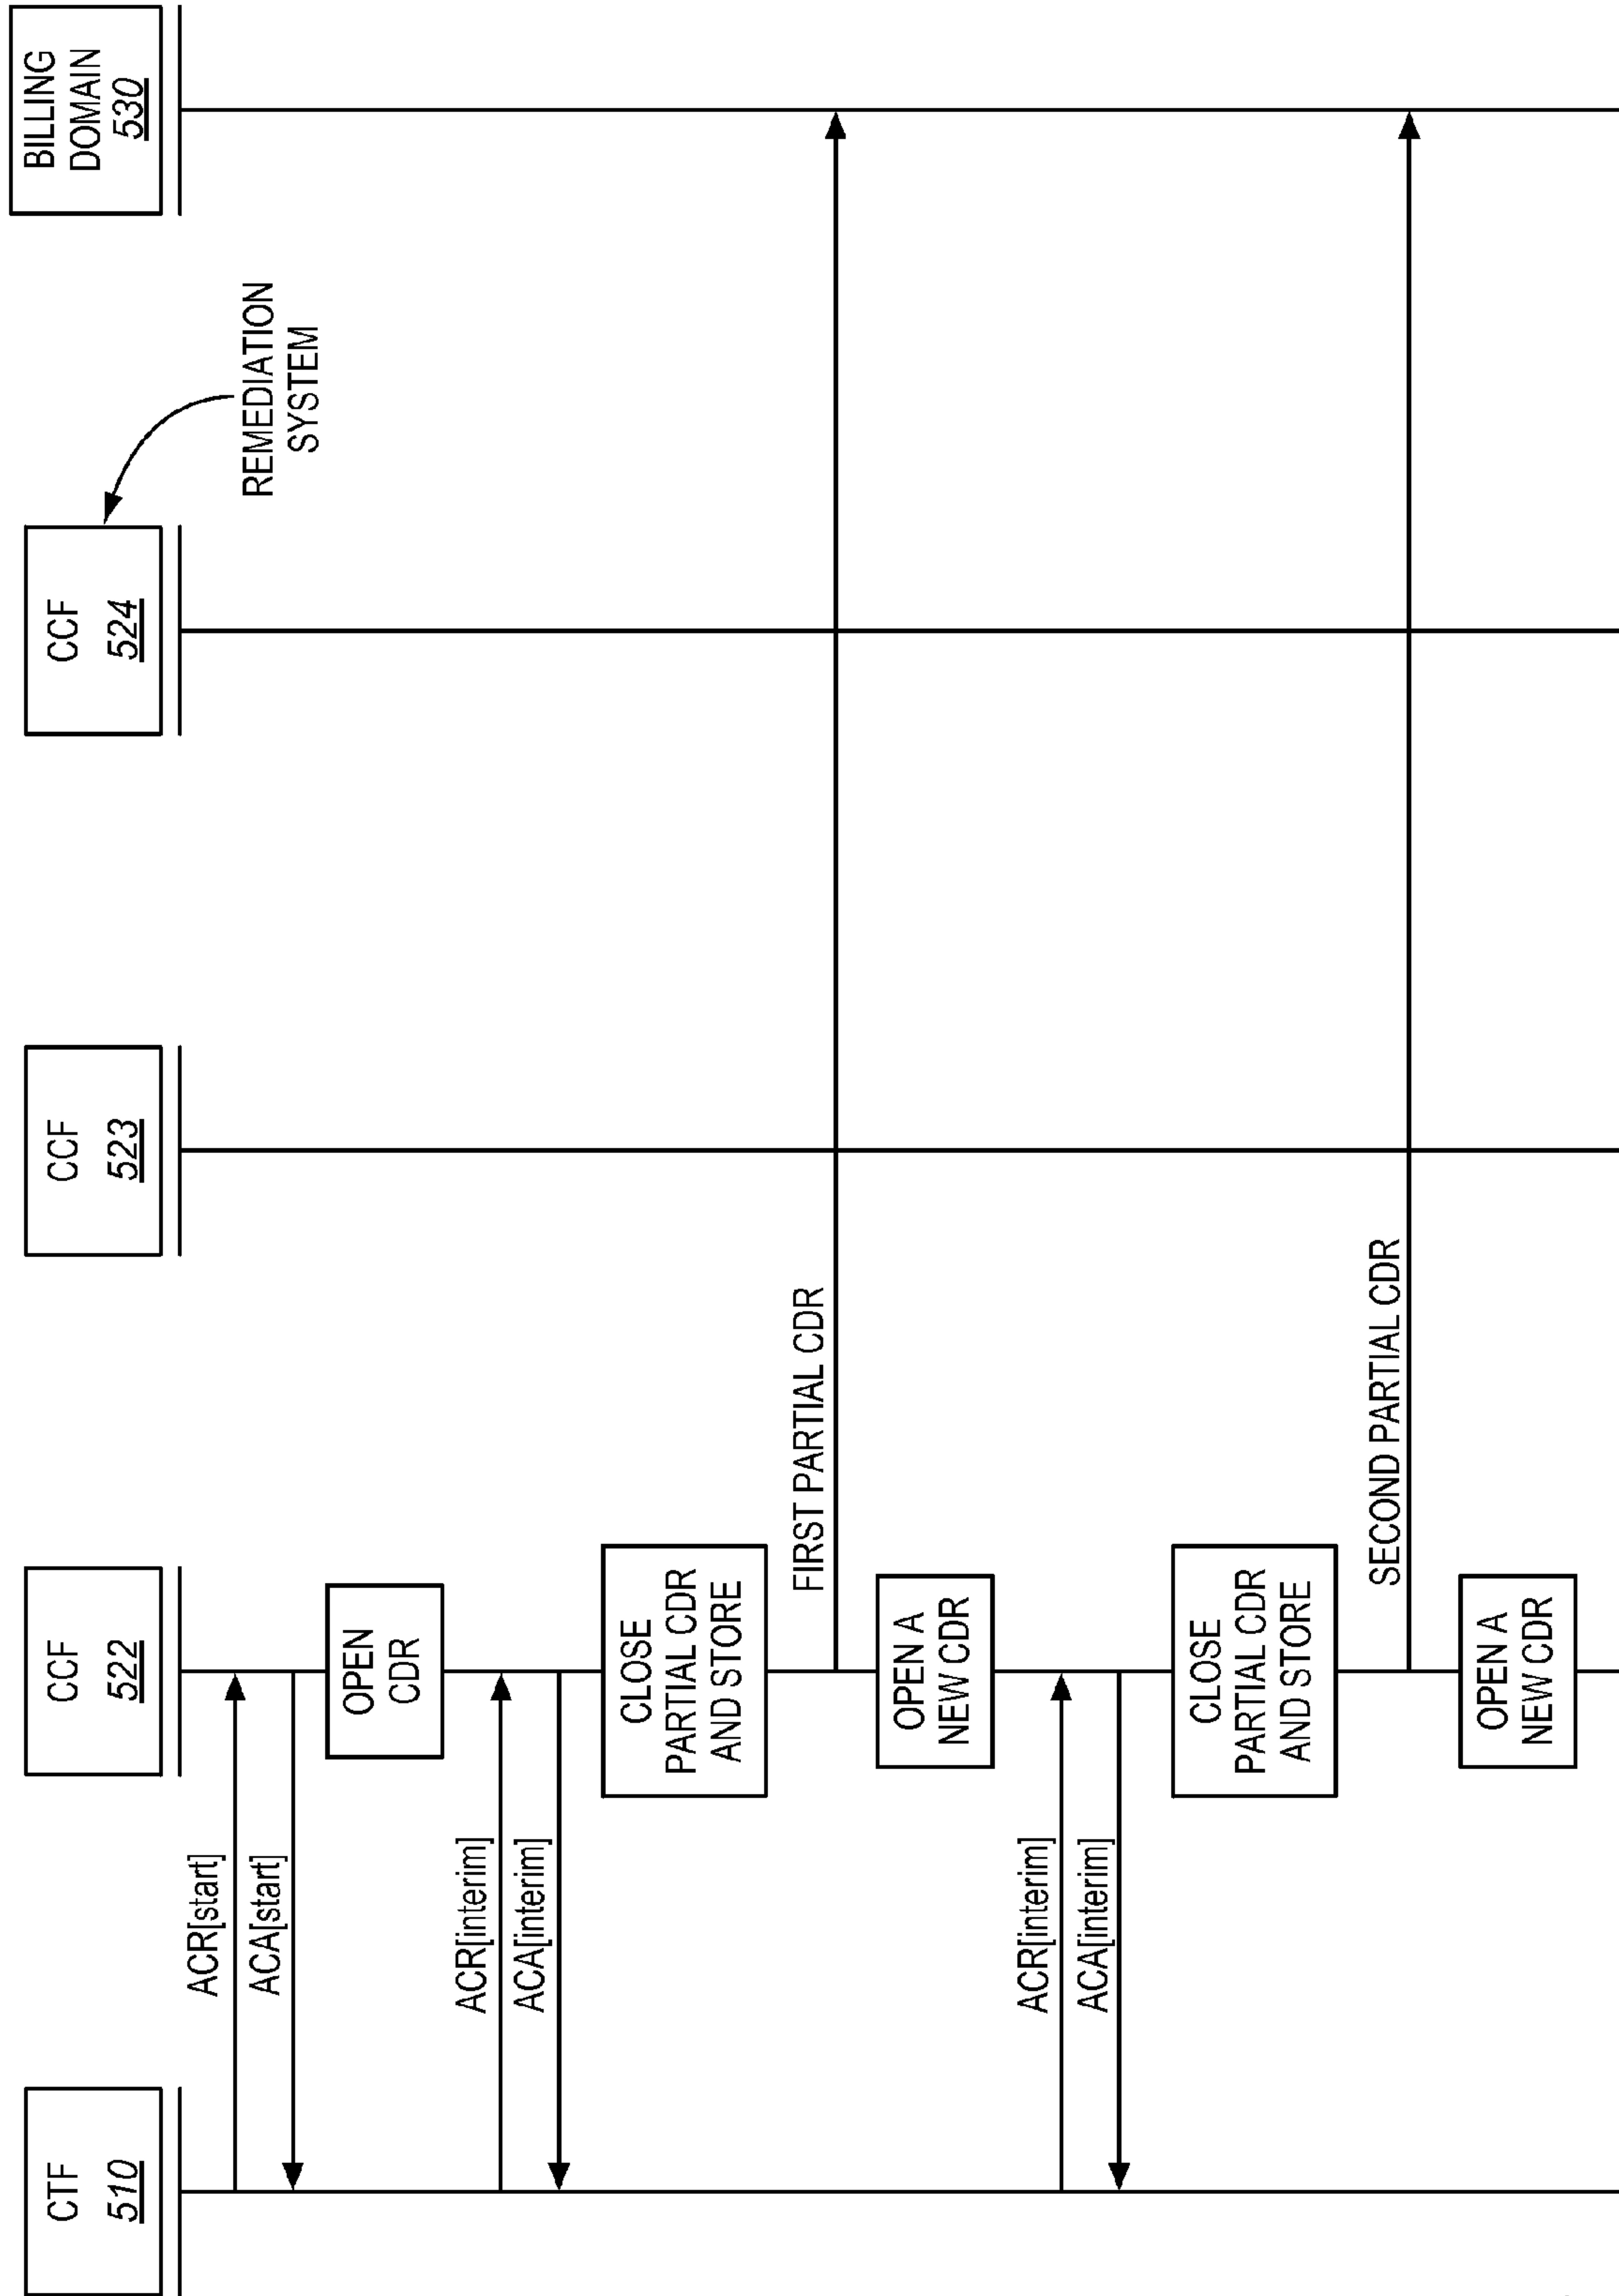 CTF
510
CCF
522
CCF
523
CCF
524
BILLING
DOMAIN
530
REMEDIATION
SYSTEM
ACR[start]
ACA[start]
OPEN
CDR
ACR[interim]
ACA[interim]
CLOSE
PARTIAL CDR
AND STORE
FIRST PARTIAL CDR
OPEN A
NEW CDR
ACR[interim]
ACA[interim]
CLOSE
PARTIAL CDR
AND STORE
SECOND PARTIAL CDR
OPEN A
NEW CDR